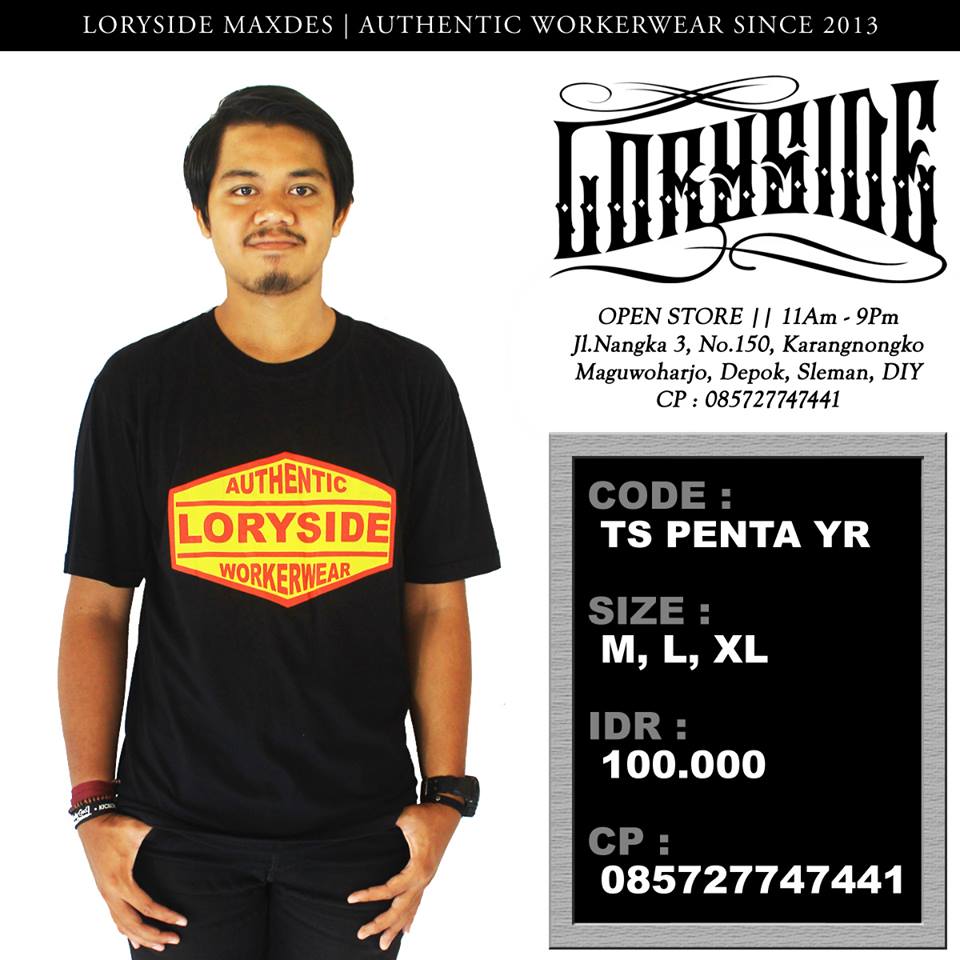 LORYSIDE MAXDES | AUTHENTIC WORKERWEAR SINCE 2013
LORYSIDE
OPEN STORE || 11Am - 9Pm
Jl.Nangka 3, No.150, Karangnongko
Maguwoharjo, Depok, Sleman, DIY
CP : 085727747441
AUTHENTIC
LORYSIDE
WORKERWEAR
CODE :
TS PENTA YR
SIZE :
M, L, XL
IDR :
100.000
CP :
085727747441